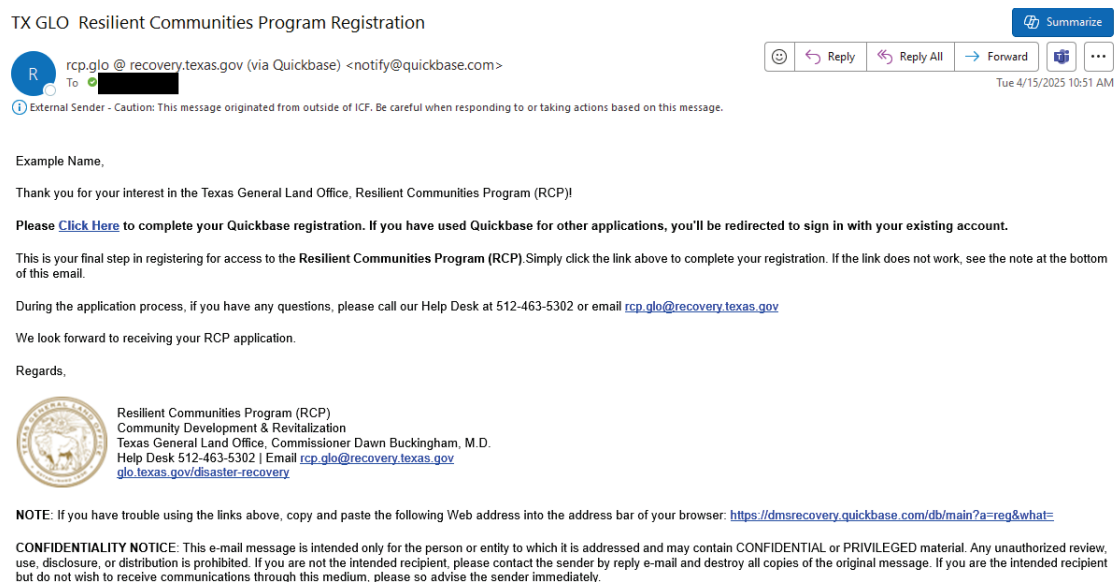 TX GLO  Resilient Communities Program Registration
Summarize
R
rcp.glo @ recovery.texas.gov (via Quickbase) <notify@quickbase.com>
To
Reply
Reply All
Forward
Tue 4/15/2025 10:51 AM
External Sender - Caution: This message originated from outside of ICF. Be careful when responding to or taking actions based on this message.
Example Name,
Thank you for your interest in the Texas General Land Office, Resilient Communities Program (RCP)!
Please Click Here to complete your Quickbase registration. If you have used Quickbase for other applications, you'll be redirected to sign in with your existing account.
This is your final step in registering for access to the Resilient Communities Program (RCP).Simply click the link above to complete your registration. If the link does not work, see the note at the bottom
of this email.
During the application process, if you have any questions, please call our Help Desk at 512-463-5302 or email rcp.glo@recovery.texas.gov
We look forward to receiving your RCP application.
Regards,
TEXAS GENERAL LAND OFFICE
Resilient Communities Program (RCP)
Community Development & Revitalization
Texas General Land Office, Commissioner Dawn Buckingham, M.D.
Help Desk 512-463-5302 | Email rcp.glo@recovery.texas.gov
glo.texas.gov/disaster-recovery
NOTE: If you have trouble using the links above, copy and paste the following Web address into the address bar of your browser: https://dmsrecovery.quickbase.com/db/main?a=reg&what=
CONFIDENTIALITY NOTICE: This e-mail message is intended only for the person or entity to which it is addressed and may contain CONFIDENTIAL or PRIVILEGED material. Any unauthorized review,
use, disclosure, or distribution is prohibited. If you are not the intended recipient, please contact the sender by reply e-mail and destroy all copies of the original message. If you are the intended recipient
but do not wish to receive communications through this medium, please so advise the sender immediately.